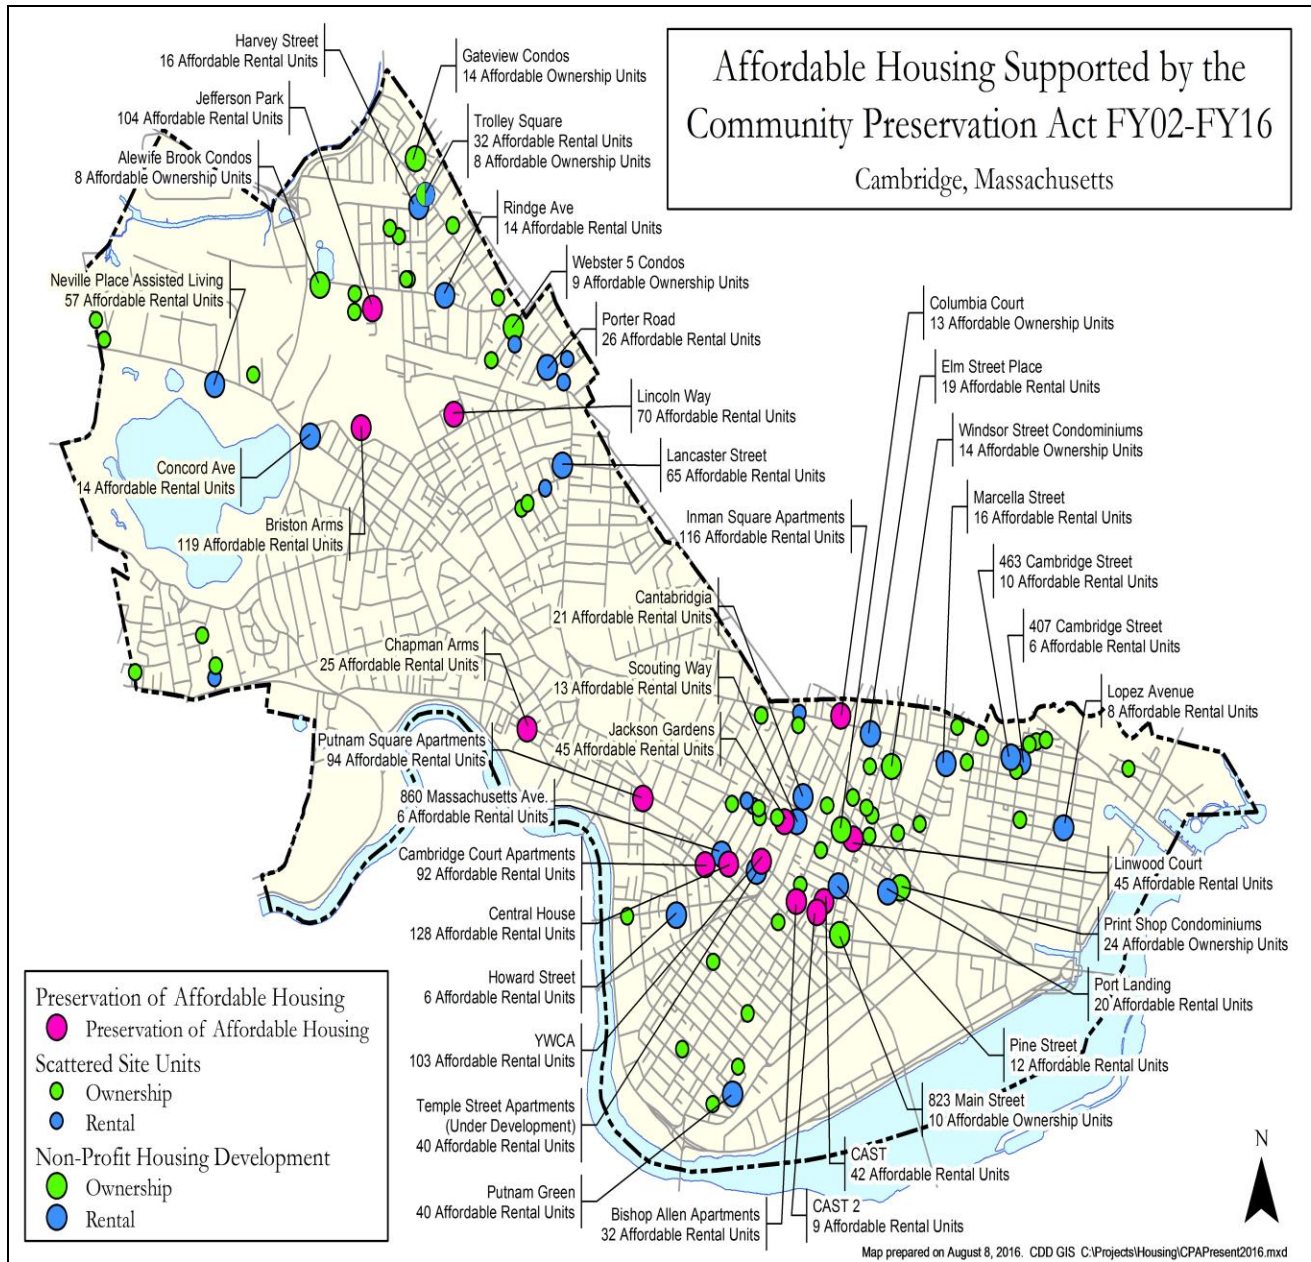 Affordable Housing Supported by the
Community Preservation Act FY02-FY16
Cambridge, Massachusetts
Harvey Street
16 Affordable Rental Units
Gateview Condos
14 Affordable Ownership Units
Jefferson Park
104 Affordable Rental Units
Trolley Square
32 Affordable Rental Units
8 Affordable Ownership Units
Alewife Brook Condos
8 Affordable Ownership Units
Rindge Ave
14 Affordable Rental Units
Webster 5 Condos
9 Affordable Ownership Units
Neville Place Assisted Living
57 Affordable Rental Units
Porter Road
26 Affordable Rental Units
Columbia Court
13 Affordable Ownership Units
Elm Street Place
19 Affordable Rental Units
Lincoln Way
70 Affordable Rental Units
Windsor Street Condominiums
14 Affordable Ownership Units
Lancaster Street
65 Affordable Rental Units
Concord Ave
14 Affordable Rental Units
Marcella Street
16 Affordable Rental Units
Inman Square Apartments
116 Affordable Rental Units
Briston Arms
119 Affordable Rental Units
463 Cambridge Street
10 Affordable Rental Units
Cantabridgia
21 Affordable Rental Units
407 Cambridge Street
6 Affordable Rental Units
Chapman Arms
25 Affordable Rental Units
Scouting Way
13 Affordable Rental Units
Lopez Avenue
8 Affordable Rental Units
Jackson Gardens
45 Affordable Rental Units
Putnam Square Apartments
94 Affordable Rental Units
860 Massachusetts Ave.
6 Affordable Rental Units
Cambridge Court Apartments
92 Affordable Rental Units
Linwood Court
45 Affordable Rental Units
Central House
128 Affordable Rental Units
Print Shop Condominiums
24 Affordable Ownership Units
Howard Street
6 Affordable Rental Units
Port Landing
20 Affordable Rental Units
YWCA
103 Affordable Rental Units
Pine Street
12 Affordable Rental Units
Temple Street Apartments
(Under Development)
40 Affordable Rental Units
823 Main Street
10 Affordable Ownership Units
CAST
42 Affordable Rental Units
Putnam Green
40 Affordable Rental Units
CAST 2
9 Affordable Rental Units
Bishop Allen Apartments
32 Affordable Rental Units
Preservation of Affordable Housing
Preservation of Affordable Housing
Scattered Site Units
Ownership
Rental
Non-Profit Housing Development
Ownership
Rental
N
Map prepared on August 8, 2016. CDD GIS C:\Projects\Housing\CPAPresent2016.mxd